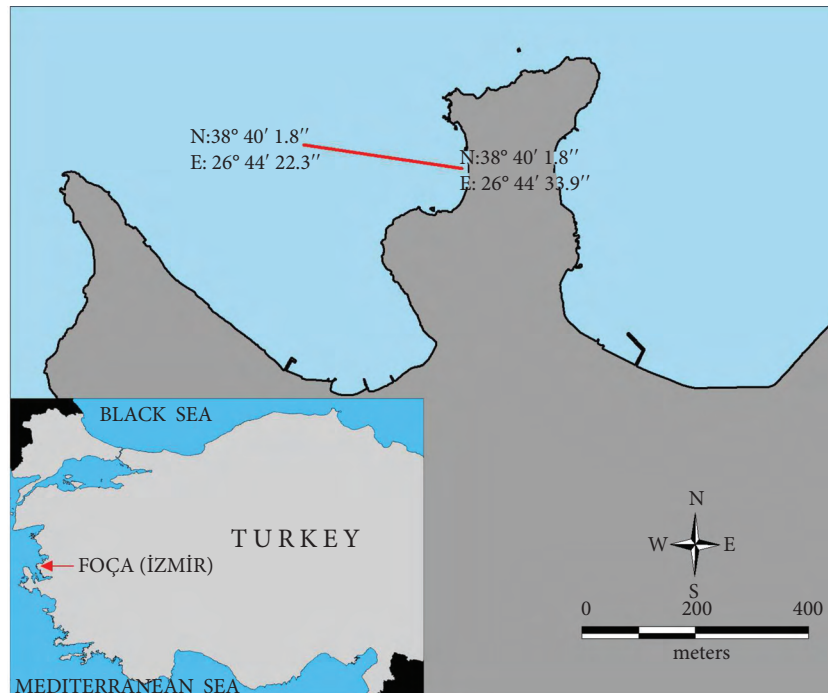 N:38° 40′ 1.8′′
E: 26° 44′ 22.3′′
N:38° 40′ 1.8′′
E: 26° 44′ 33.9′′
BLACK SEA
TURKEY
FOÇA (İZMİR)
MEDITERRANEAN SEA
N
W E
S
0 200 400
meters